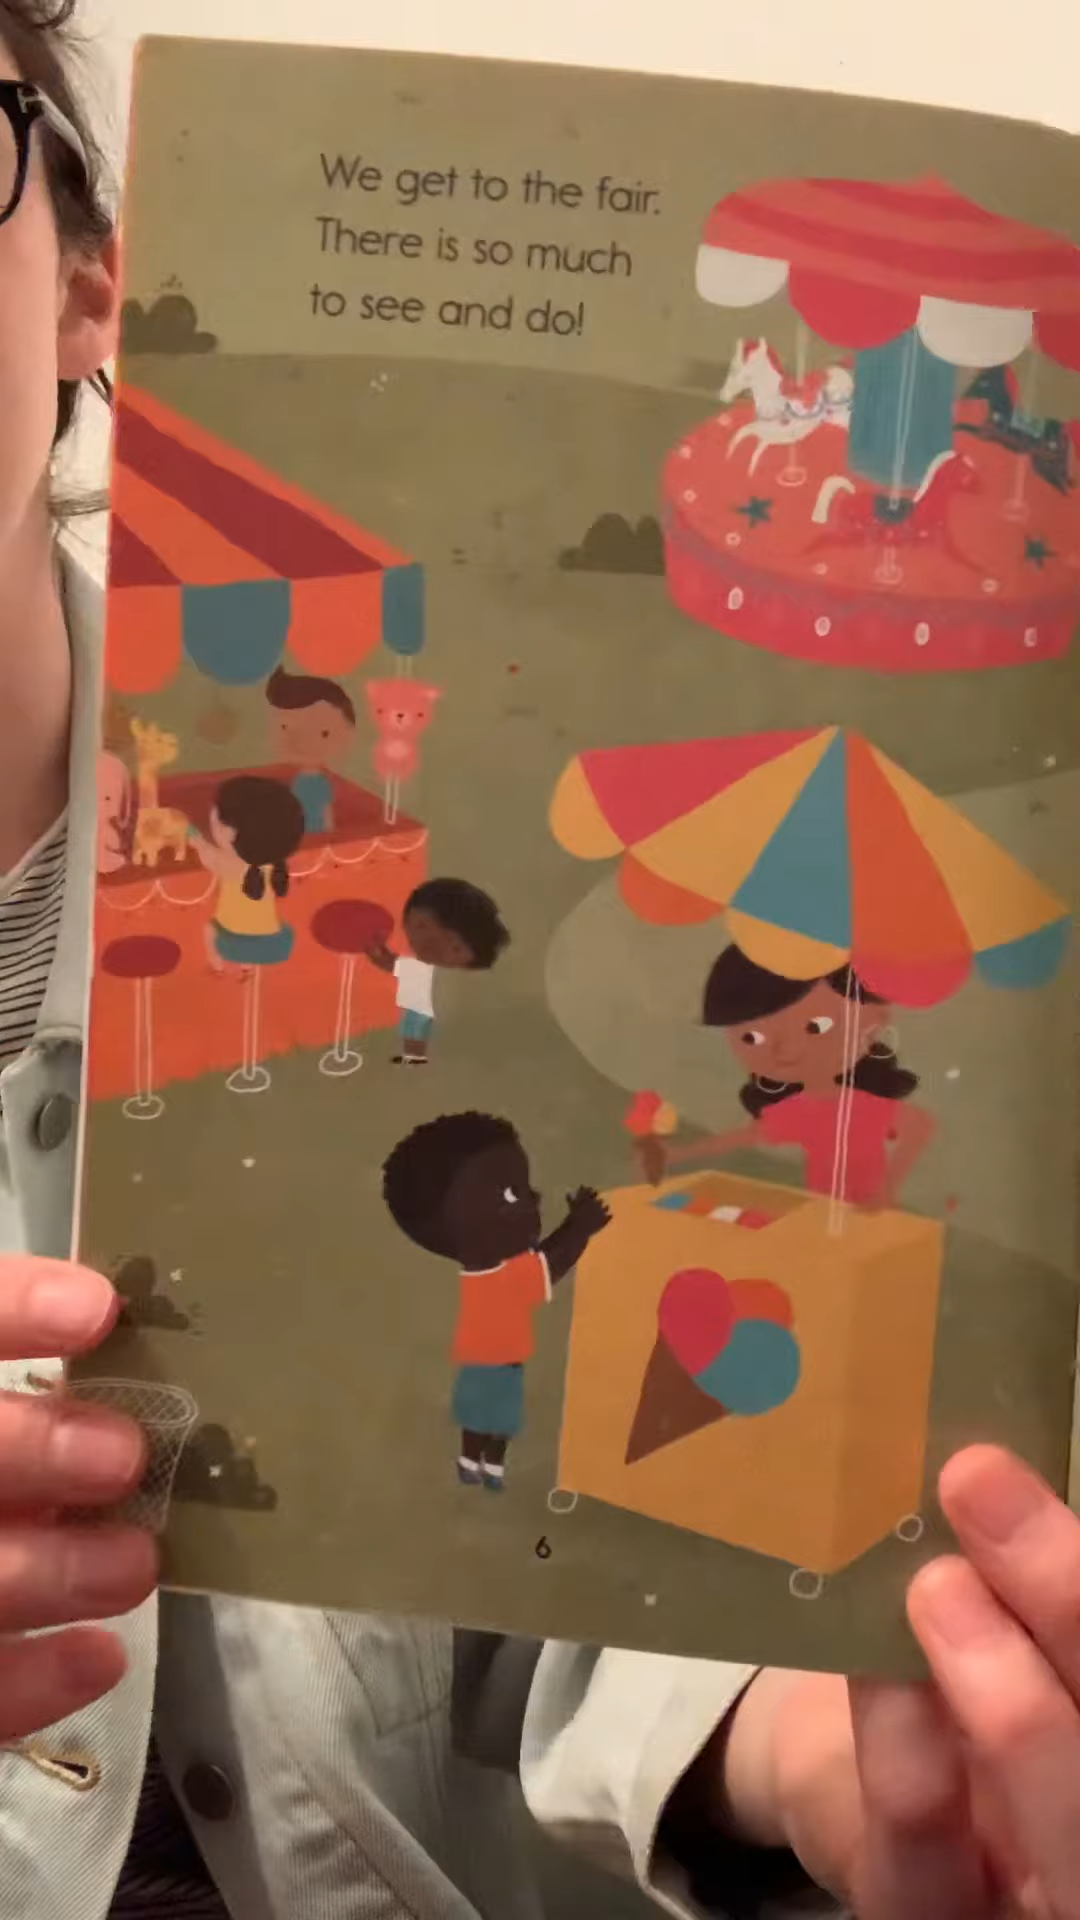 We get to the fair.
There is so much
to see and do!
6